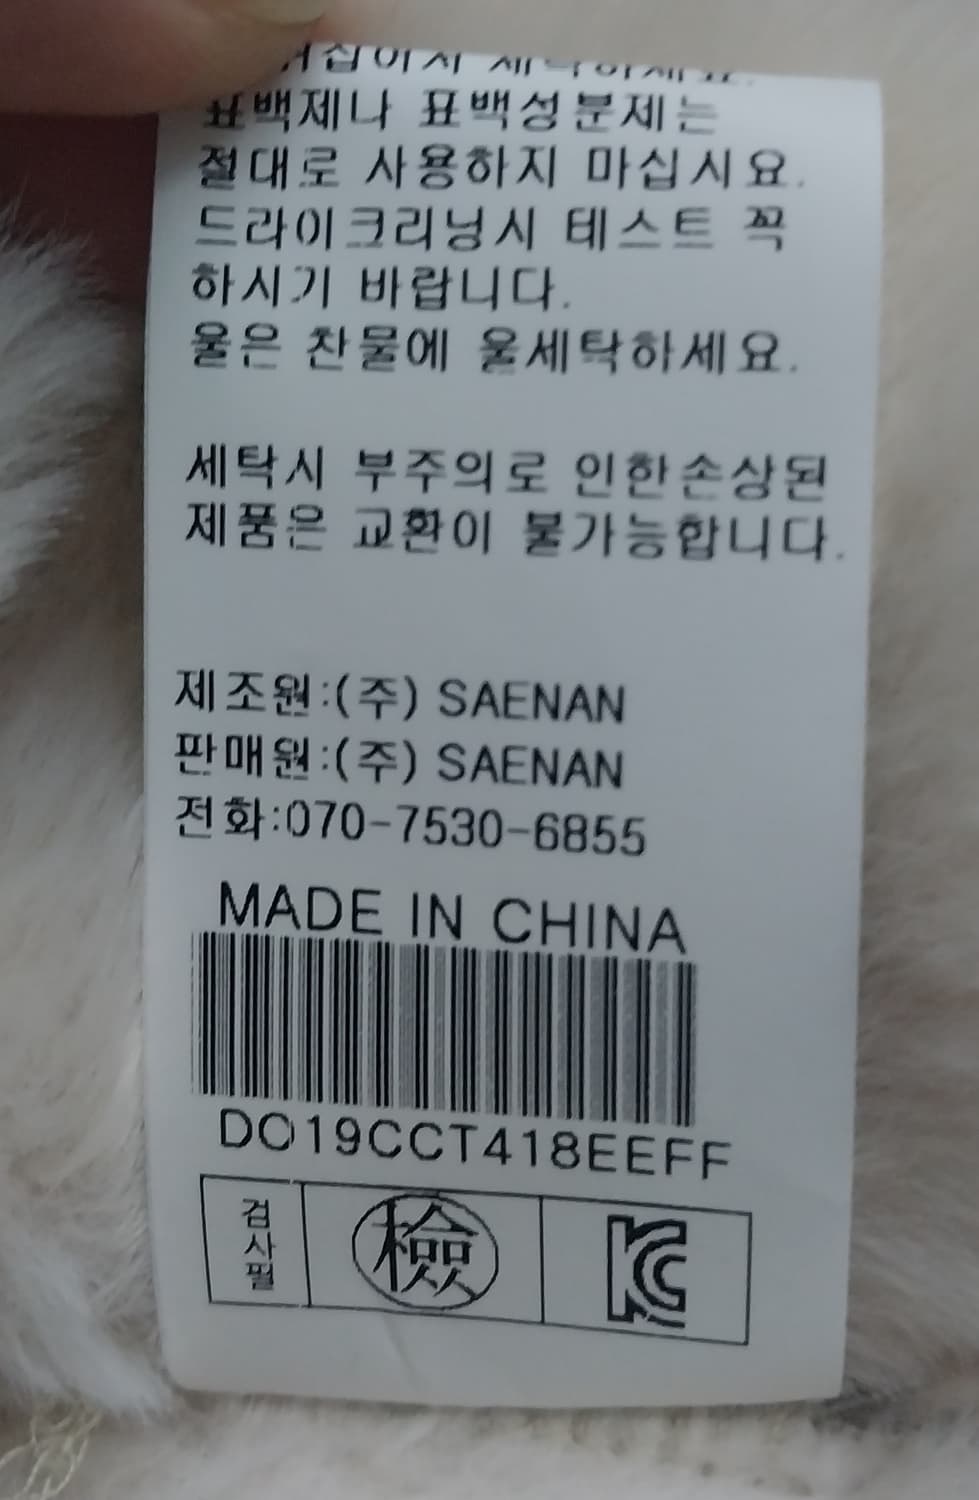 표백제나 표백성분제는
절대로 사용하지 마십시요.
드라이크리닝시 테스트 꼭
하시기 바랍니다.
울은 찬물에 울세탁하세요.
세탁시 부주의로 인한손상된
제품은 교환이 불가능합니다.
제조원:(주) SAENAN
판매원:(주) SAENAN
전화:070-7530-6855
MADE IN CHINA
DO19CCT418EEFF
검사필
檢
KC